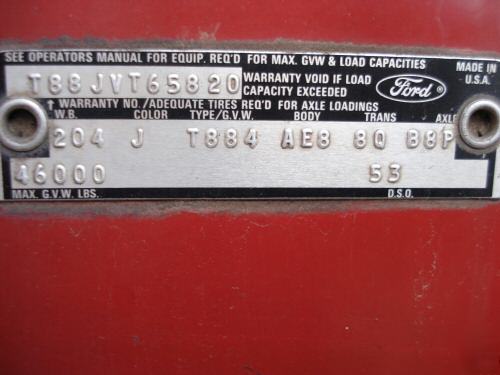 SEE OPERATORS MANUAL FOR EQUIP. REQ'D FOR MAX. GVW & LOAD CAPACITIES
T88JVT65820 WARRANTY VOID IF LOAD CAPACITY EXCEEDED Ford MADE IN U.S.A.
↑ WARRANTY NO./ADEQUATE TIRES REQ'D FOR AXLE LOADINGS
W.B. COLOR TYPE/G.V.W. BODY TRANS AXLE
204 J T884 AE8 8Q B8P
46000 53
MAX. G.V.W. LBS. D.S.O.